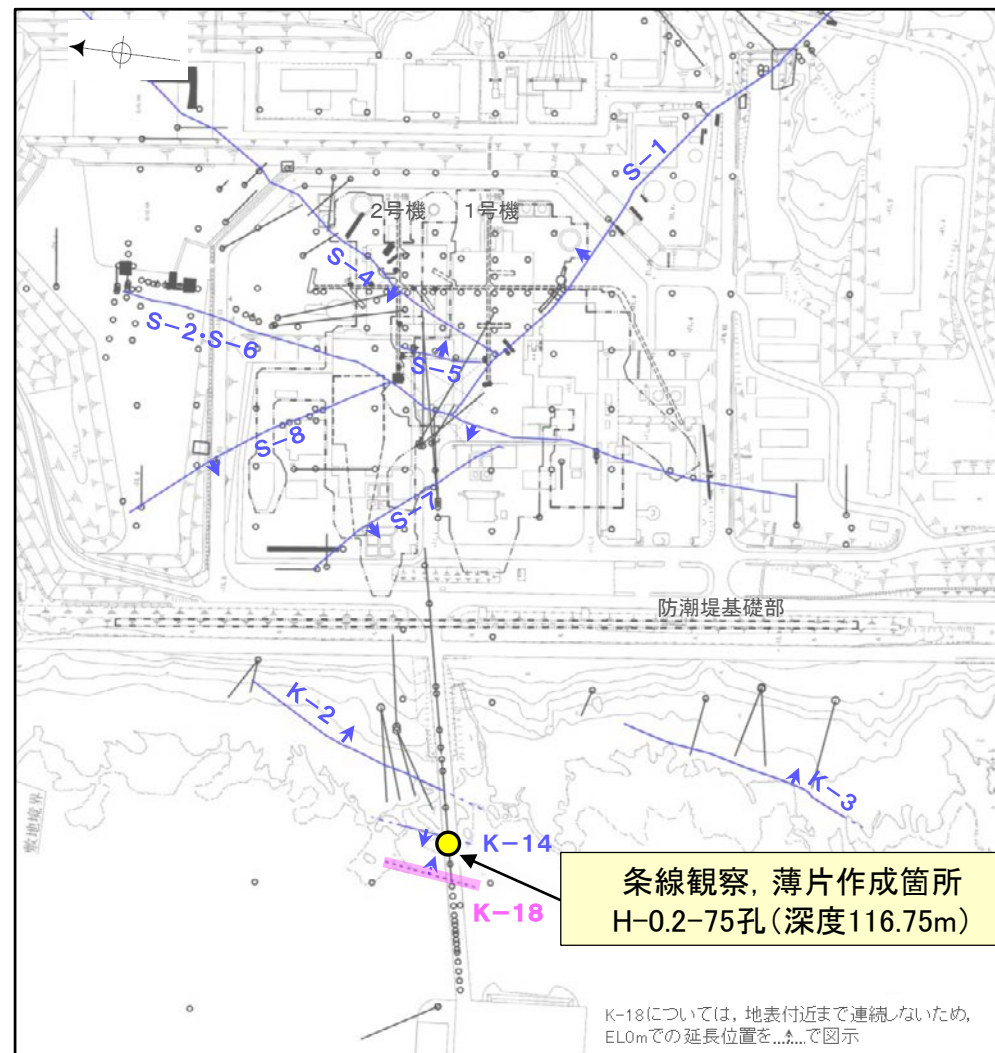 S-1
2号機
1号機
S-4
S-2・S-6
S-5
S-8
S-7
防潮堤基礎部
K-2
K-3
敷地境界
K-14
条線観察, 薄片作成箇所
H-0.2-75孔(深度116.75m)
K-18
K-18については, 地表付近まで連続しないため,
EL0mでの延長位置を...で図示